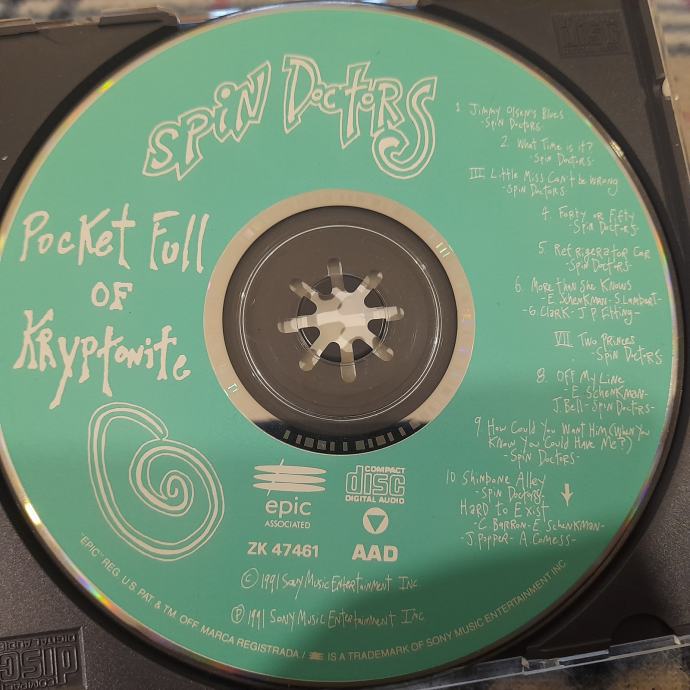 SPIN DOCTORS
Pocket Full
OF
Kryptonite
1 Jimmy Olsen's Blues
-Spin Doctors-
2. What Time is it?
-Spin Doctors-
III Little Miss Can't be Wrong
-Spin Doctors
4. Forty or Fifty
-Spin Doctors-
5. Refrigerator Car
-Spin Doctors-
6. More Than She Knows
-E. Schenkman-S. Lambert-
-G Clark-J P Fitting-
VII Two Princes
-Spin Doctors
8. Off My Line
-E. Schenkman-
J. Bell-Spin Doctors-
9 How Could You Want Him (When You
Know You Could Have Me?)
-Spin Doctors-
10 Shinbone Alley
-Spin Doctors-
Hard to Exist
-C Barron-E. Schenkman-
-J. Popper-A. Comess-
epic
ASSOCIATED
COMPACT
disc
DIGITAL AUDIO
ZK 47461
AAD
© 1991 Sony Music Entertainment Inc.
℗ 1991 Sony Music Entertainment Inc.
"EPIC" REG. U.S. PAT. & TM. OFF. MARCA REGISTRADA / IS A TRADEMARK OF SONY MUSIC ENTERTAINMENT INC
disc
DIGITAL AUDIO